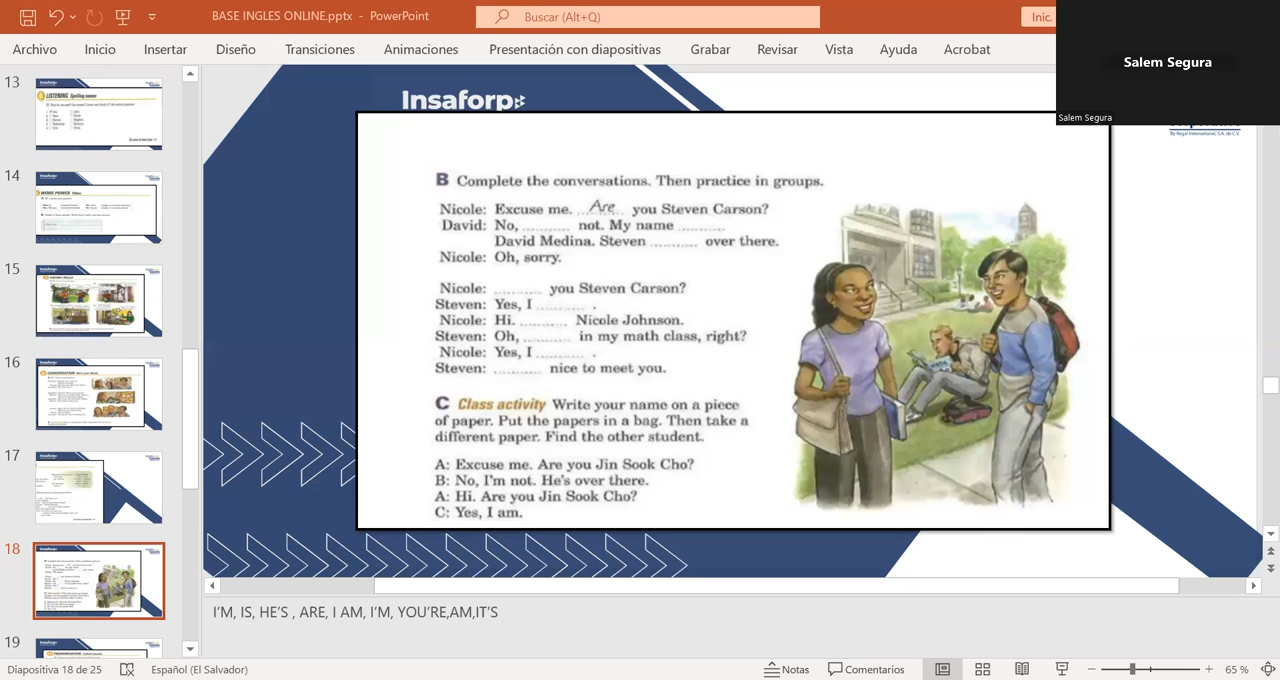 BASE INGLES ONLINE.pptx - PowerPoint
Buscar (Alt+Q)
Inic.
Salem Segura
Salem Segura
Archivo Inicio Insertar Diseño Transiciones Animaciones Presentación con diapositivas Grabar Revisar Vista Ayuda Acrobat
13
14
15
16
17
18
19
Insaforp
By Regal International, S.A. de C.V.
B Complete the conversations. Then practice in groups.
Nicole: Excuse me. Are you Steven Carson?
David: No, .......... not. My name ..........
David Medina. Steven .......... over there.
Nicole: Oh, sorry.
Nicole: .......... you Steven Carson?
Steven: Yes, I .......... .
Nicole: Hi. .......... Nicole Johnson.
Steven: Oh, .......... in my math class, right?
Nicole: Yes, I .......... .
Steven: .......... nice to meet you.
C Class activity Write your name on a piece
of paper. Put the papers in a bag. Then take a
different paper. Find the other student.
A: Excuse me. Are you Jin Sook Cho?
B: No, I'm not. He's over there.
A: Hi. Are you Jin Sook Cho?
C: Yes, I am.
I'M, IS, HE'S , ARE, I AM, I'M, YOU'RE,AM,IT'S
Diapositiva 18 de 25 Español (El Salvador) Notas Comentarios 65 %